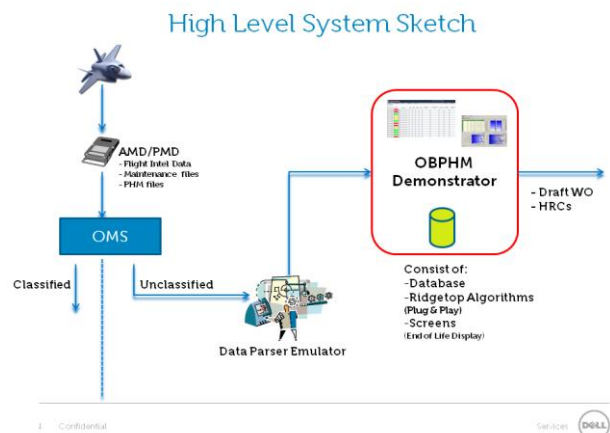 High Level System Sketch
AMD/PMD
- Flight Intel Data
- Maintenance files
- PHM files
OMS
Classified
Unclassified
Data Parser Emulator
OBPHM
Demonstrator
- Draft WO
- HRCs
Consist of:
-Database
-Ridgetop Algorithms
(Plug & Play)
-Screens
(End of Life Display)
Confidential
Services
DELL